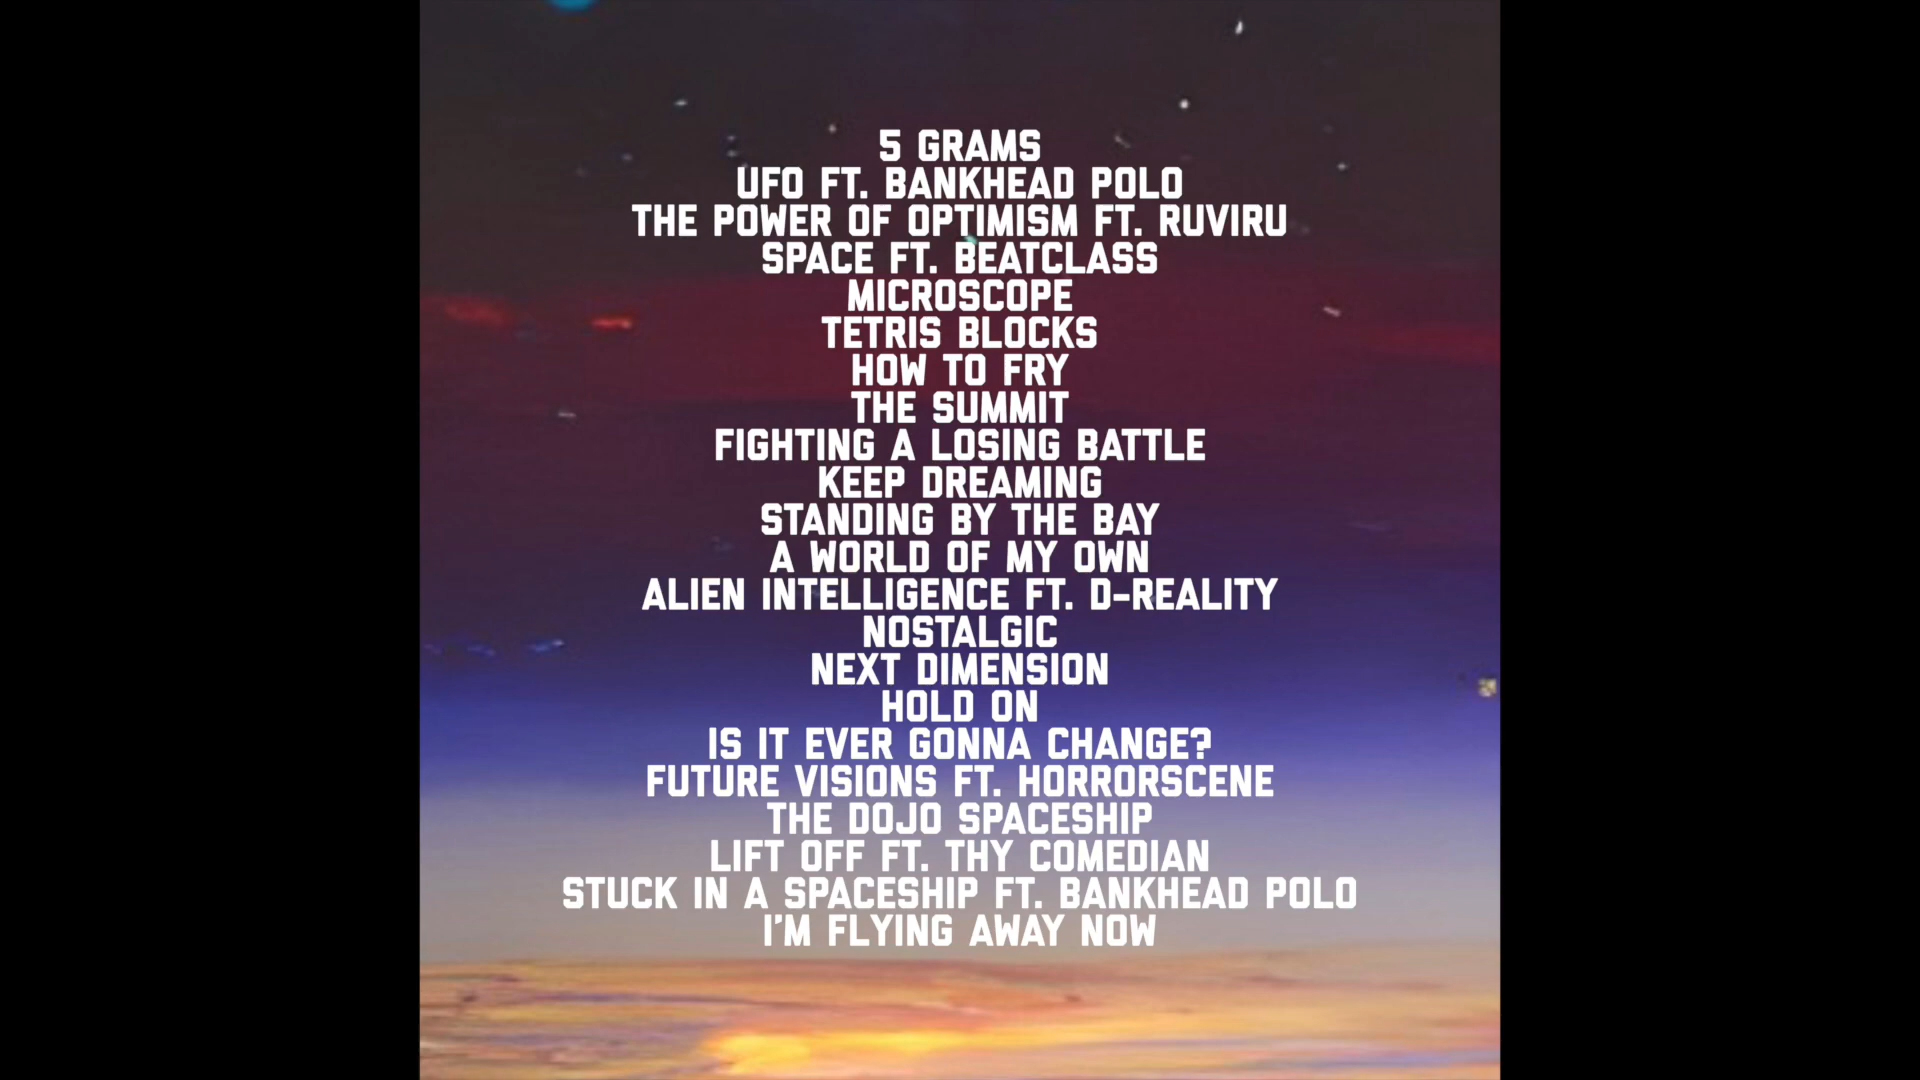 5 GRAMS
UFO FT. BANKHEAD POLO
THE POWER OF OPTIMISM FT. RUVIRU
SPACE FT. BEATCLASS
MICROSCOPE
TETRIS BLOCKS
HOW TO FRY
THE SUMMIT
FIGHTING A LOSING BATTLE
KEEP DREAMING
STANDING BY THE BAY
A WORLD OF MY OWN
ALIEN INTELLIGENCE FT. D-REALITY
NOSTALGIC
NEXT DIMENSION
HOLD ON
IS IT EVER GONNA CHANGE?
FUTURE VISIONS FT. HORRORSCENE
THE DOJO SPACESHIP
LIFT OFF FT. THY COMEDIAN
STUCK IN A SPACESHIP FT. BANKHEAD POLO
I'M FLYING AWAY NOW